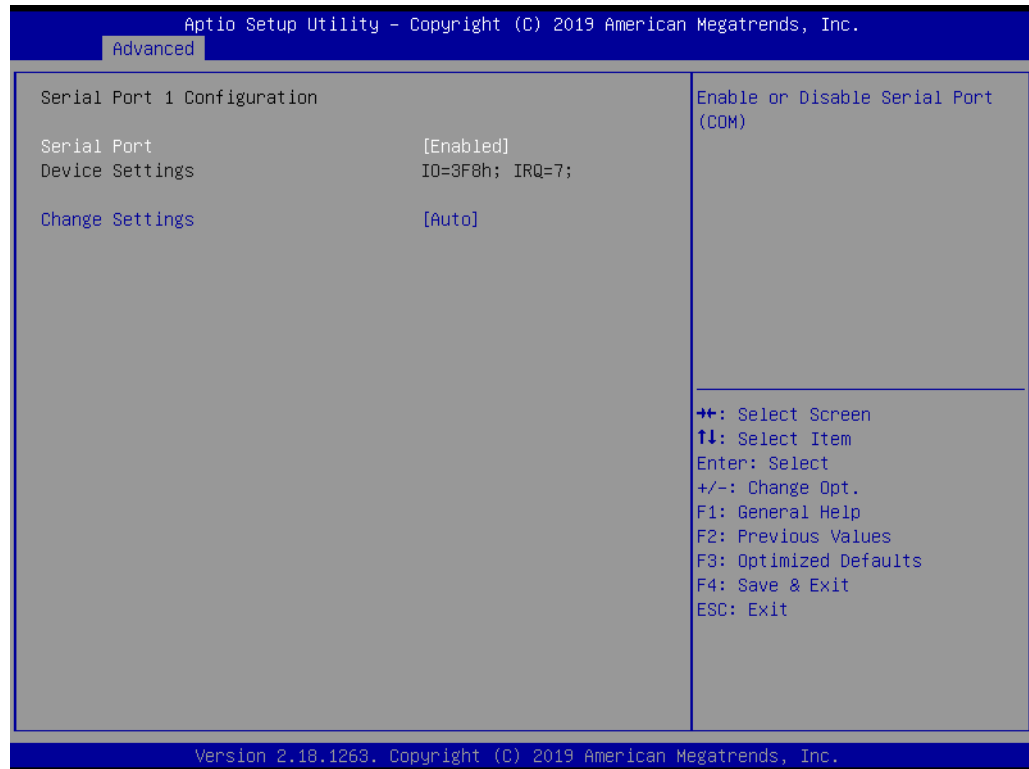 Aptio Setup Utility – Copyright (C) 2019 American Megatrends, Inc.
Advanced
Serial Port 1 Configuration
Serial Port [Enabled]
Device Settings IO=3F8h; IRQ=7;
Change Settings [Auto]
Enable or Disable Serial Port
(COM)
→←: Select Screen
↑↓: Select Item
Enter: Select
+/-: Change Opt.
F1: General Help
F2: Previous Values
F3: Optimized Defaults
F4: Save & Exit
ESC: Exit
Version 2.18.1263. Copyright (C) 2019 American Megatrends, Inc.